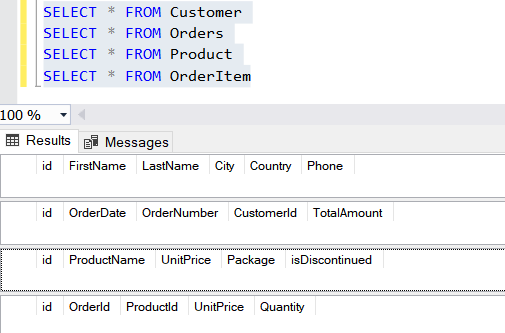 SELECT * FROM Customer
SELECT * FROM Orders
SELECT * FROM Product
SELECT * FROM OrderItem
100 %
Results Messages
id FirstName LastName City Country Phone
id OrderDate OrderNumber CustomerId TotalAmount
id ProductName UnitPrice Package isDiscontinued
id OrderId ProductId UnitPrice Quantity